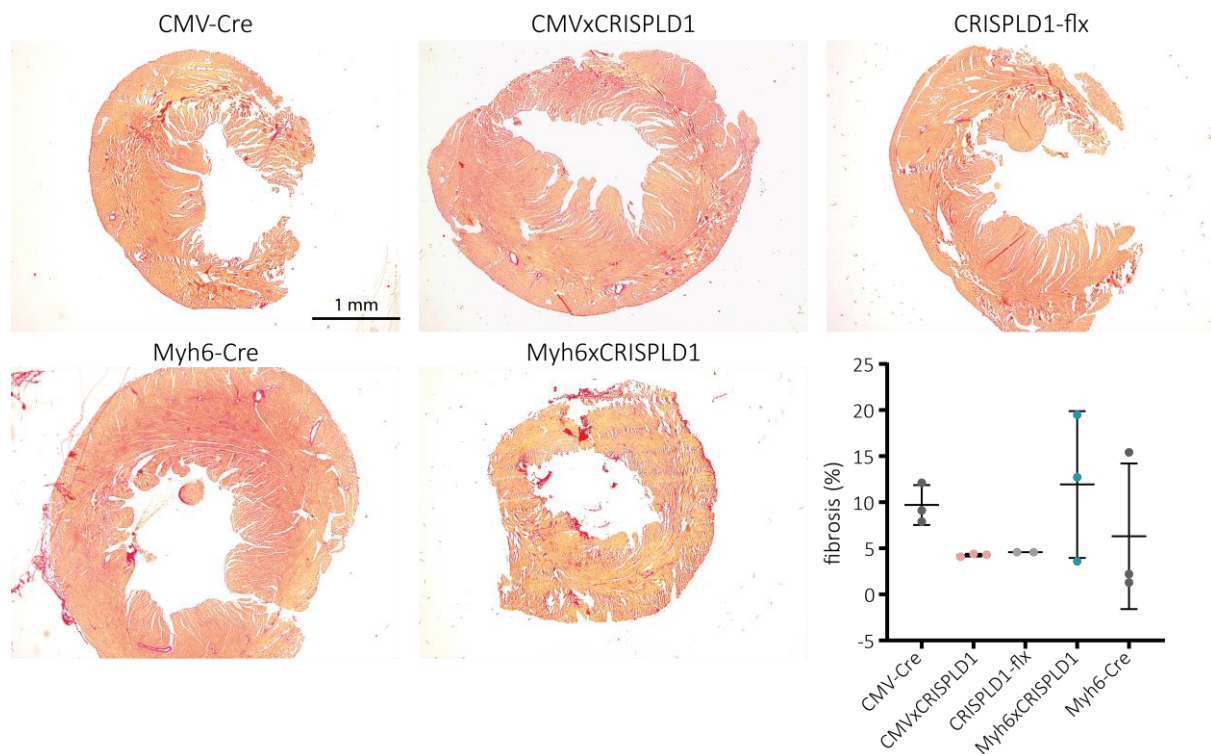 CMV-Cre
CMVxCRISPLD1
CRISPLD1-flx
1 mm
Myh6-Cre
Myh6xCRISPLD1
fibrosis (%)
25
20
15
10
5
0
-5
CMV-Cre
CMVxCRISPLD1
CRISPLD1-flx
Myh6xCRISPLD1
Myh6-Cre